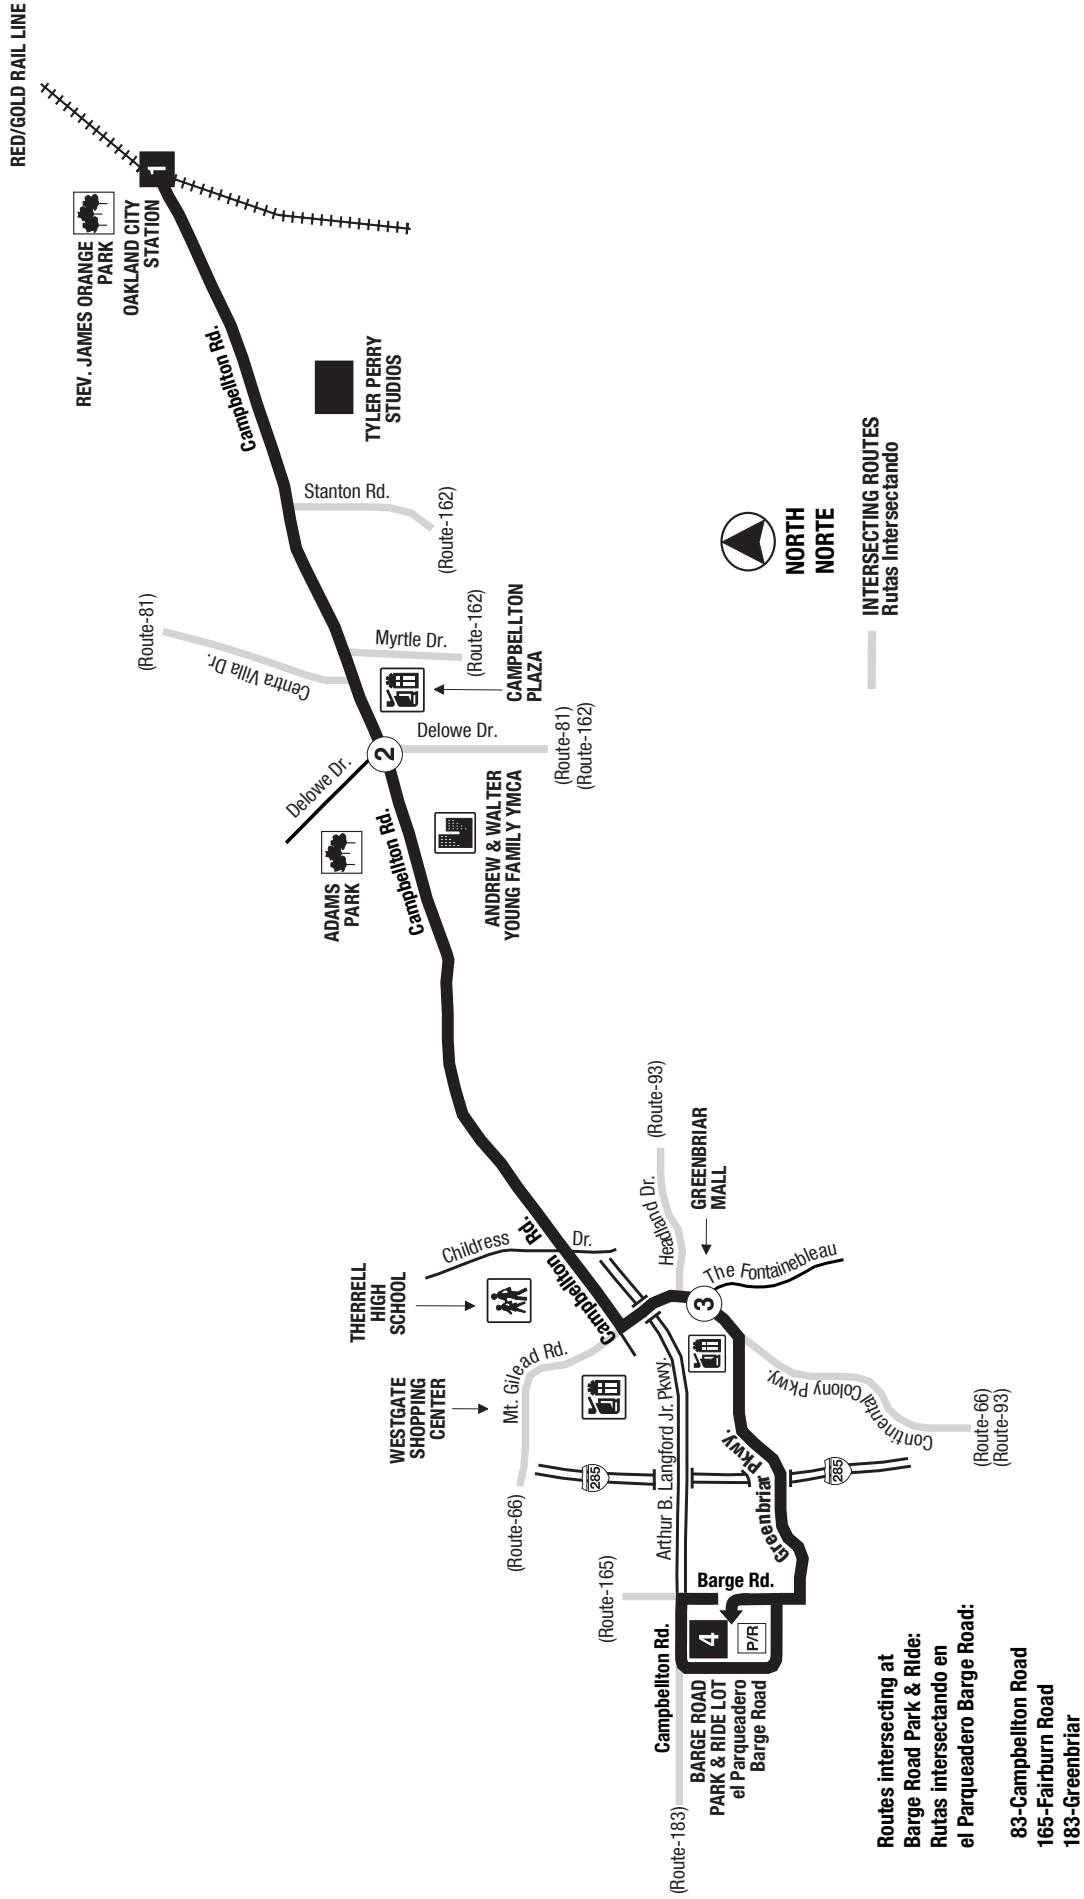 RED/GOLD RAIL LINE
1
REV. JAMES ORANGE
PARK
OAKLAND CITY
STATION
Campbellton Rd.
TYLER PERRY
STUDIOS
Stanton Rd.
(Route-162)
(Route-81)
Centra Villa Dr.
Myrtle Dr.
(Route-162)
CAMPBELLTON
PLAZA
Delowe Dr.
2
Delowe Dr.
(Route-81)
(Route-162)
ADAMS
PARK
Campbellton Rd.
ANDREW & WALTER
YOUNG FAMILY YMCA
NORTH
NORTE
INTERSECTING ROUTES
Rutas Intersectando
Childress Dr.
Campbellton Rd.
THERRELL
HIGH
SCHOOL
Headland Dr.
(Route-93)
GREENBRIAR
MALL
3
The Fontainebleau
WESTGATE
SHOPPING
CENTER
Mt. Gilead Rd.
(Route-66)
Arthur B. Langford Jr. Pkwy.
285
285
Continental/Colony Pkwy.
(Route-66)
(Route-93)
Greenbriar Pkwy.
(Route-165)
Barge Rd.
Campbellton Rd.
4
P/R
BARGE ROAD
PARK & RIDE LOT
el Parqueadero
Barge Road
(Route-183)
Routes intersecting at
Barge Road Park & RIde:
Rutas intersectando en
el Parqueadero Barge Road:
83-Campbellton Road
165-Fairburn Road
183-Greenbriar